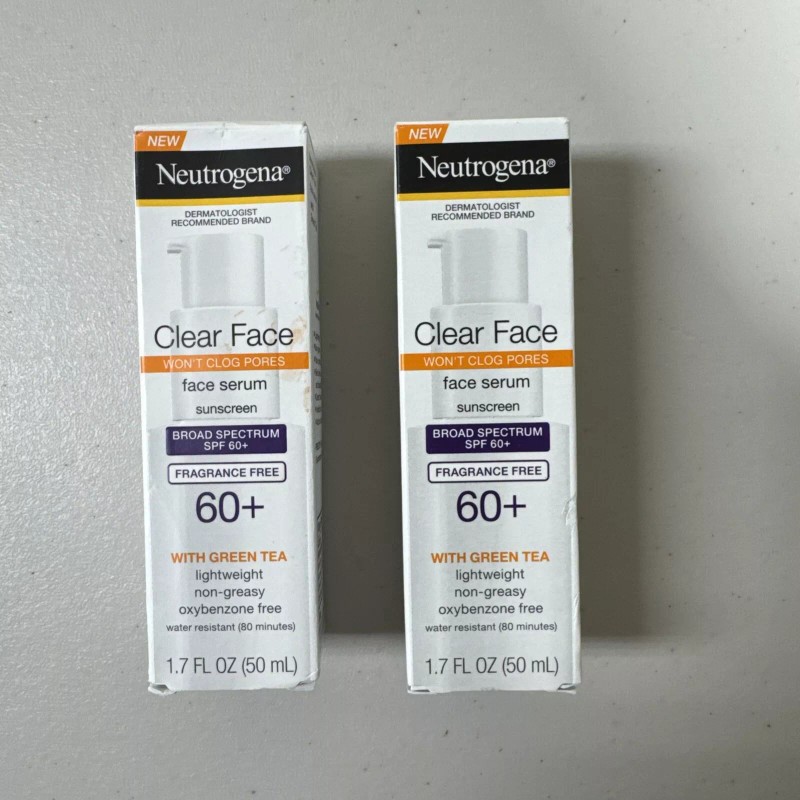 NEW
Neutrogena®
DERMATOLOGIST
RECOMMENDED BRAND
Clear Face
WON'T CLOG PORES
face serum
sunscreen
BROAD SPECTRUM
SPF 60+
FRAGRANCE FREE
60+
WITH GREEN TEA
lightweight
non-greasy
oxybenzone free
water resistant (80 minutes)
1.7 FL OZ (50 mL)
NEW
Neutrogena®
DERMATOLOGIST
RECOMMENDED BRAND
Clear Face
WON'T CLOG PORES
face serum
sunscreen
BROAD SPECTRUM
SPF 60+
FRAGRANCE FREE
60+
WITH GREEN TEA
lightweight
non-greasy
oxybenzone free
water resistant (80 minutes)
1.7 FL OZ (50 mL)